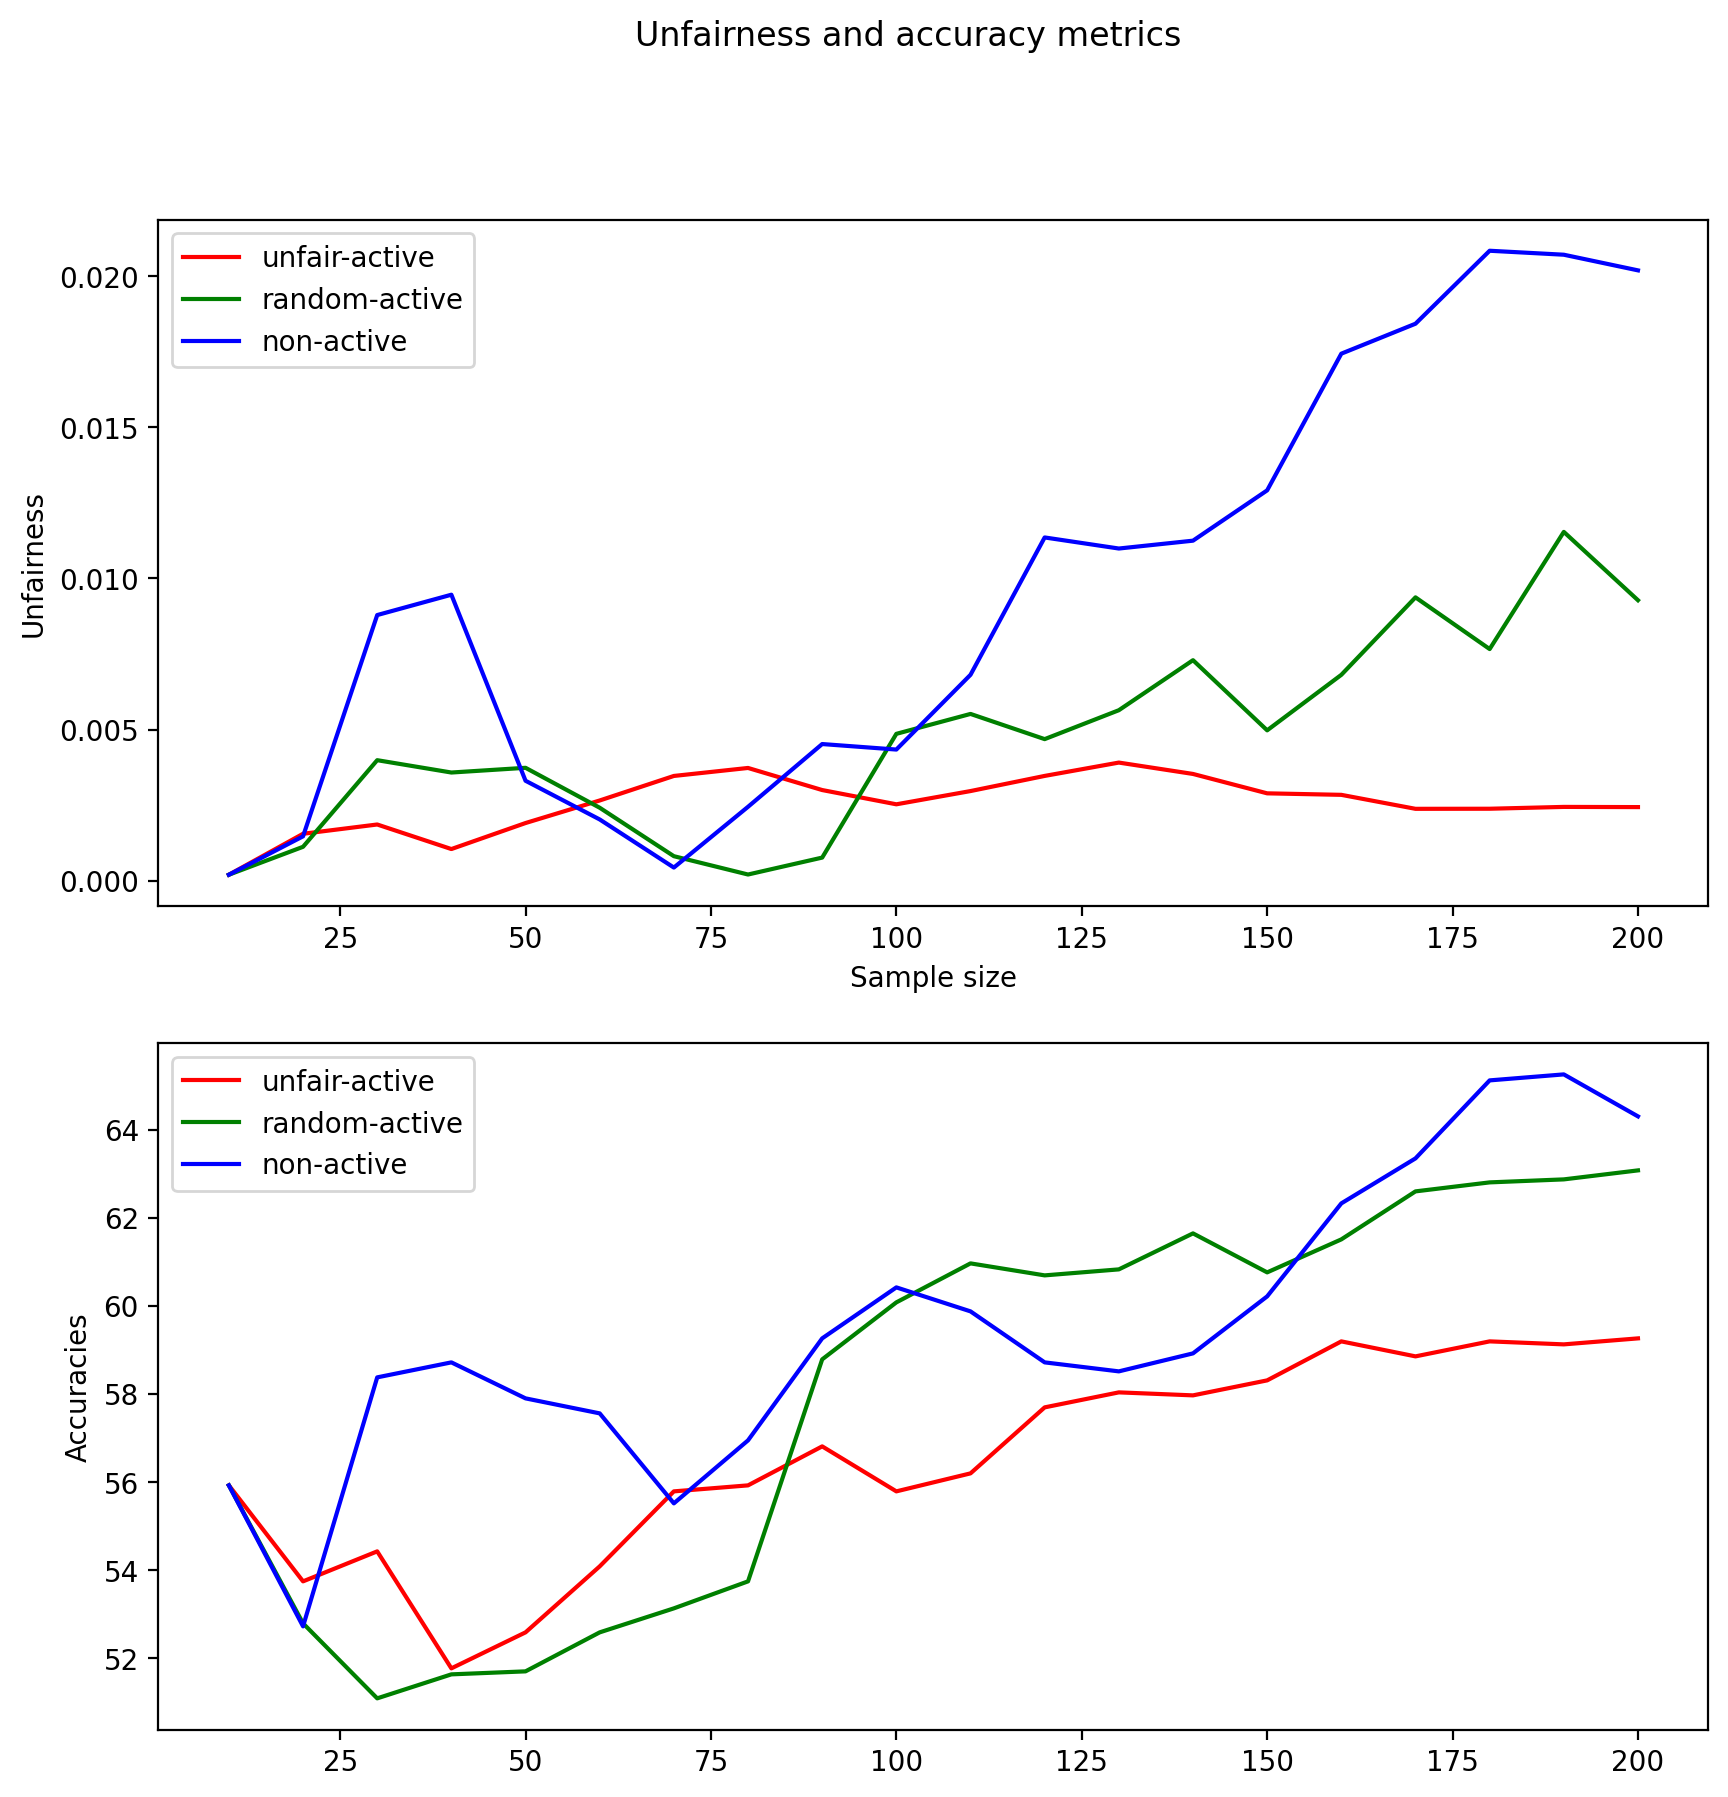 Unfairness and accuracy metrics
unfair-active
random-active
non-active
0.020
0.015
0.010
0.005
0.000
Unfairness
25 50 75 100 125 150 175 200
Sample size
unfair-active
random-active
non-active
64
62
60
58
56
54
52
Accuracies
25 50 75 100 125 150 175 200